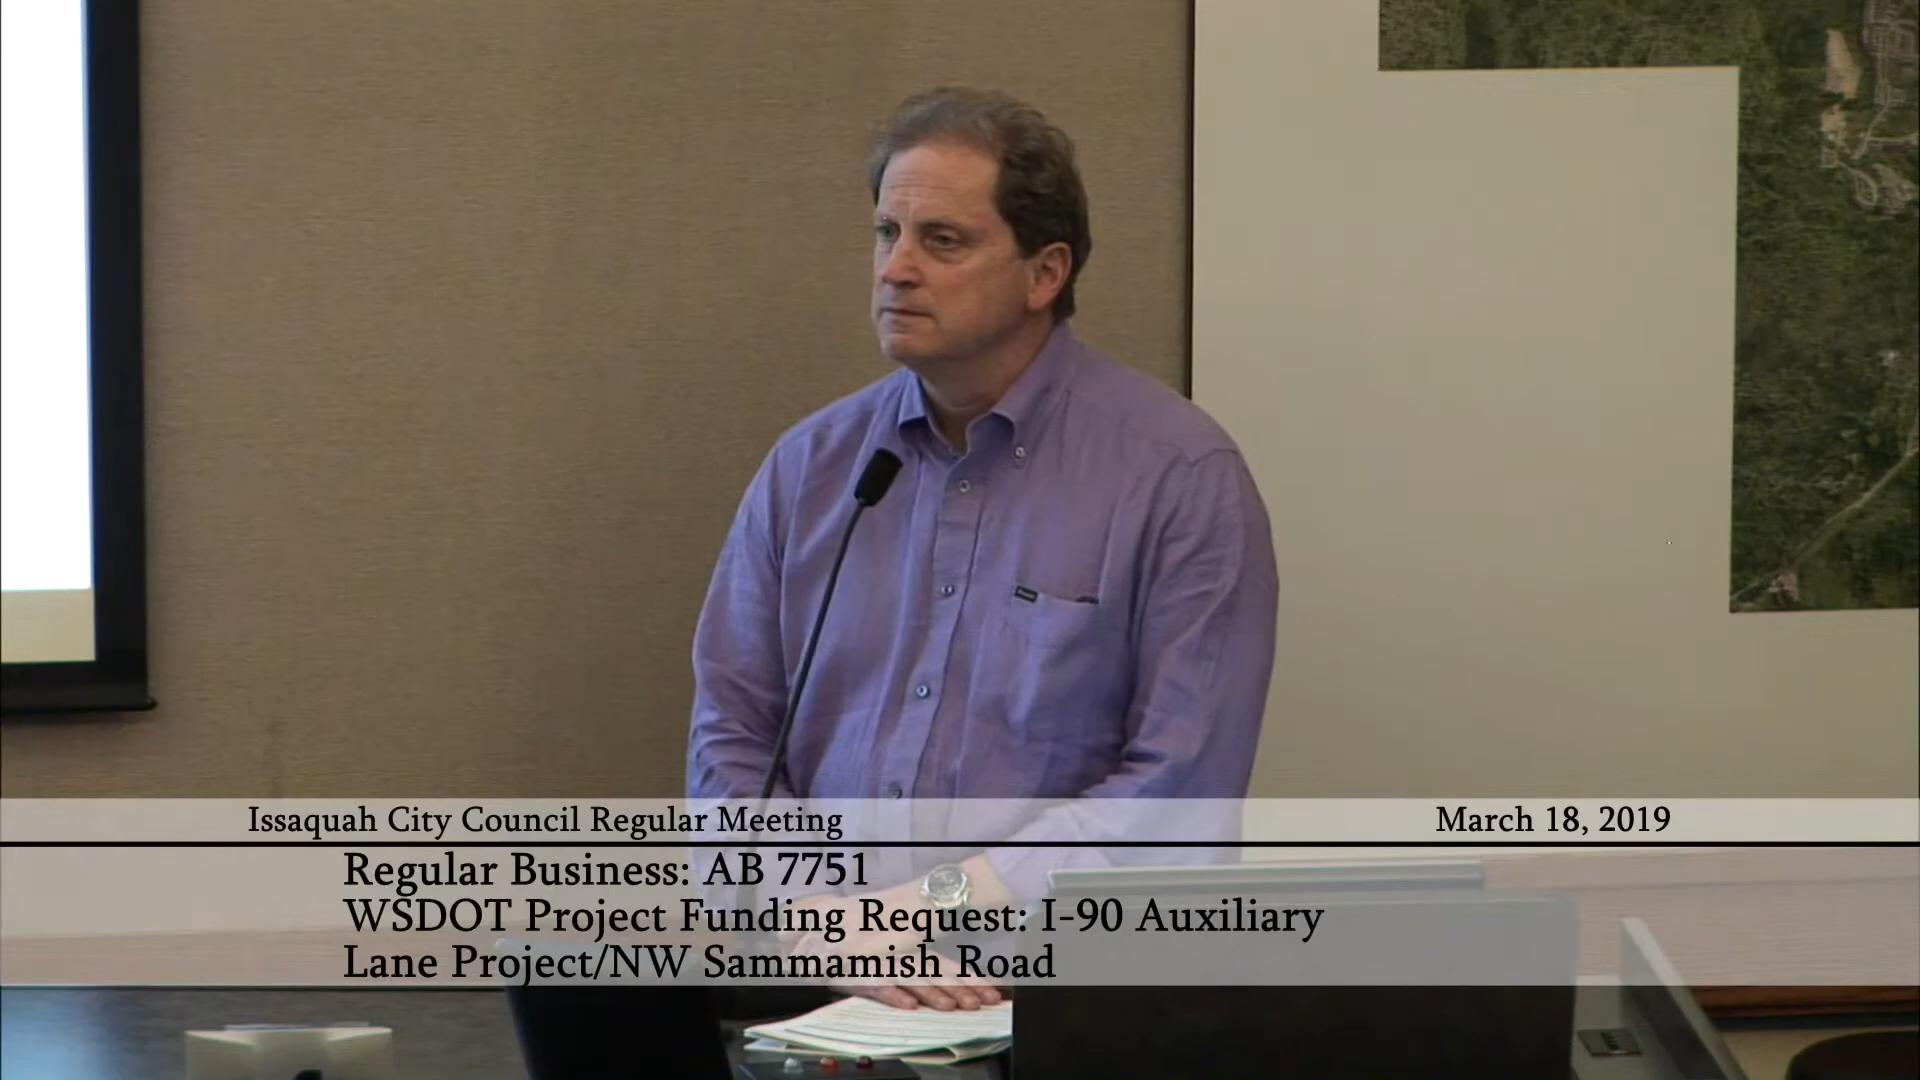 Issaquah City Council Regular Meeting
March 18, 2019
Regular Business: AB 7751
WSDOT Project Funding Request: I-90 Auxiliary
Lane Project/NW Sammamish Road